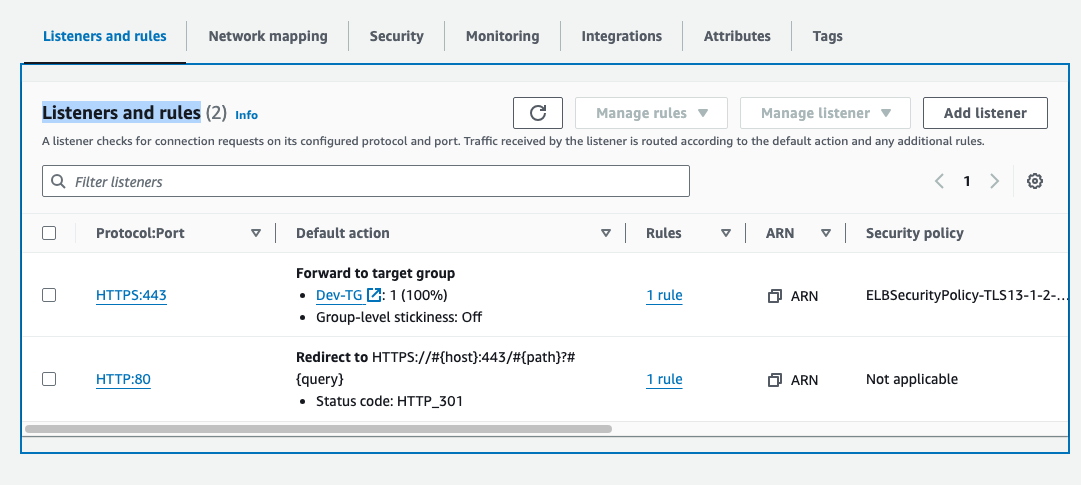 Listeners and rules Network mapping Security Monitoring Integrations Attributes Tags
Listeners and rules (2) Info Manage rules Manage listener Add listener
A listener checks for connection requests on its configured protocol and port. Traffic received by the listener is routed according to the default action and any additional rules.
Filter listeners 1
Protocol:Port Default action Rules ARN Security policy
Forward to target group
HTTPS:443 • Dev-TG : 1 (100%) 1 rule ARN ELBSecurityPolicy-TLS13-1-2-...
• Group-level stickiness: Off
Redirect to HTTPS://#{host}:443/#{path}?#
HTTP:80 {query} 1 rule ARN Not applicable
• Status code: HTTP_301